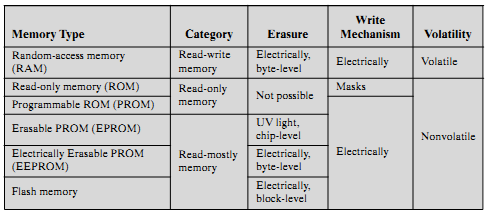 Memory Type Category Erasure Write Mechanism Volatility
Random-access memory (RAM) Read-write memory Electrically, byte-level Electrically Volatile
Read-only memory (ROM) Read-only memory Not possible Masks Nonvolatile
Programmable ROM (PROM) Electrically
Erasable PROM (EPROM) Read-mostly memory UV light, chip-level
Electrically Erasable PROM (EEPROM) Electrically, byte-level
Flash memory Electrically, block-level